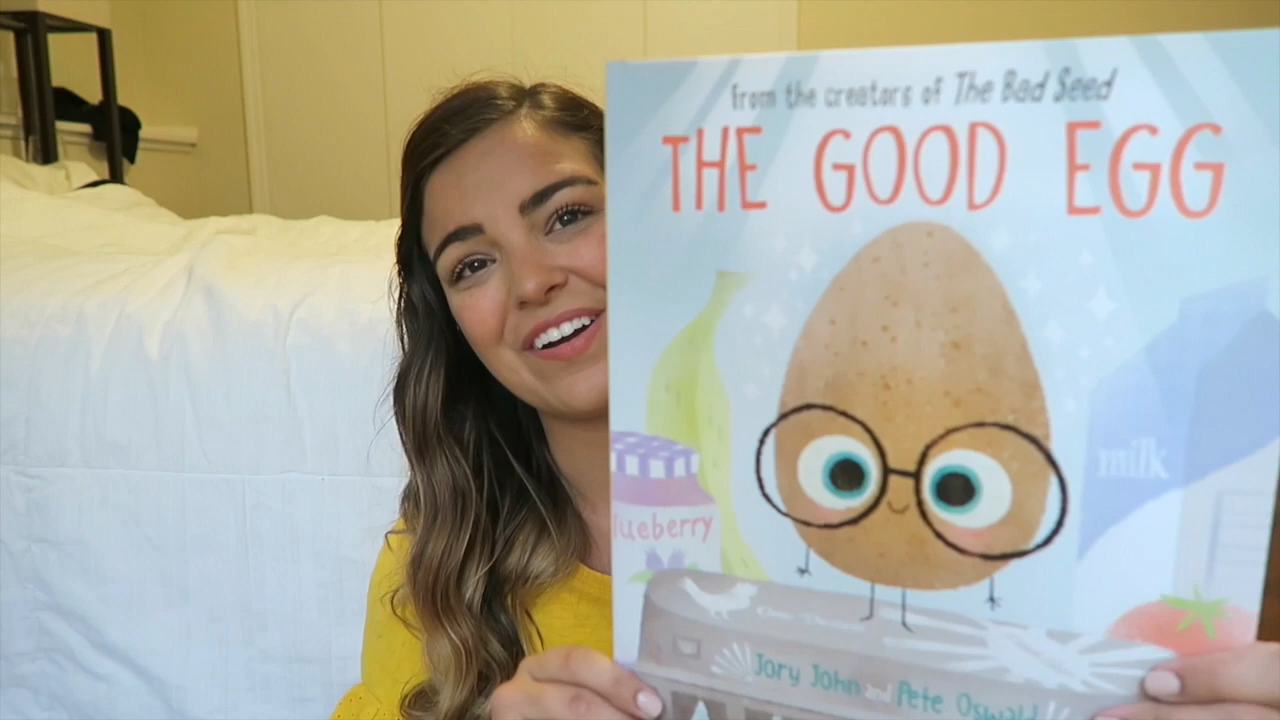 from the creators of The Bad Seed
THE GOOD EGG
milk
lueberry
Jory John and Pete Oswald